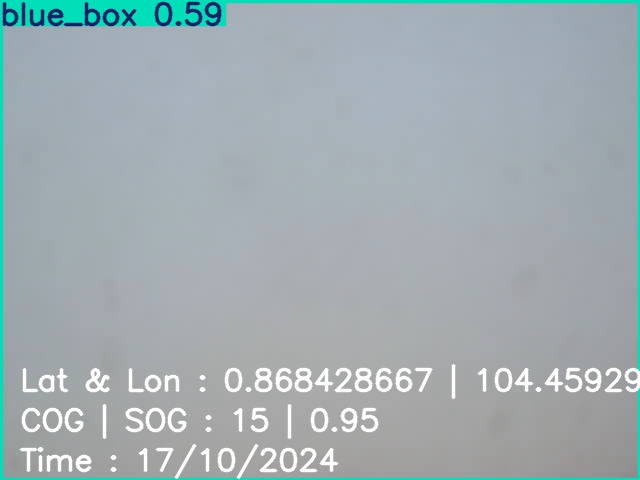 blue_box 0.59
Lat & Lon : 0.868428667 | 104.45929
COG | SOG : 15 | 0.95
Time : 17/10/2024